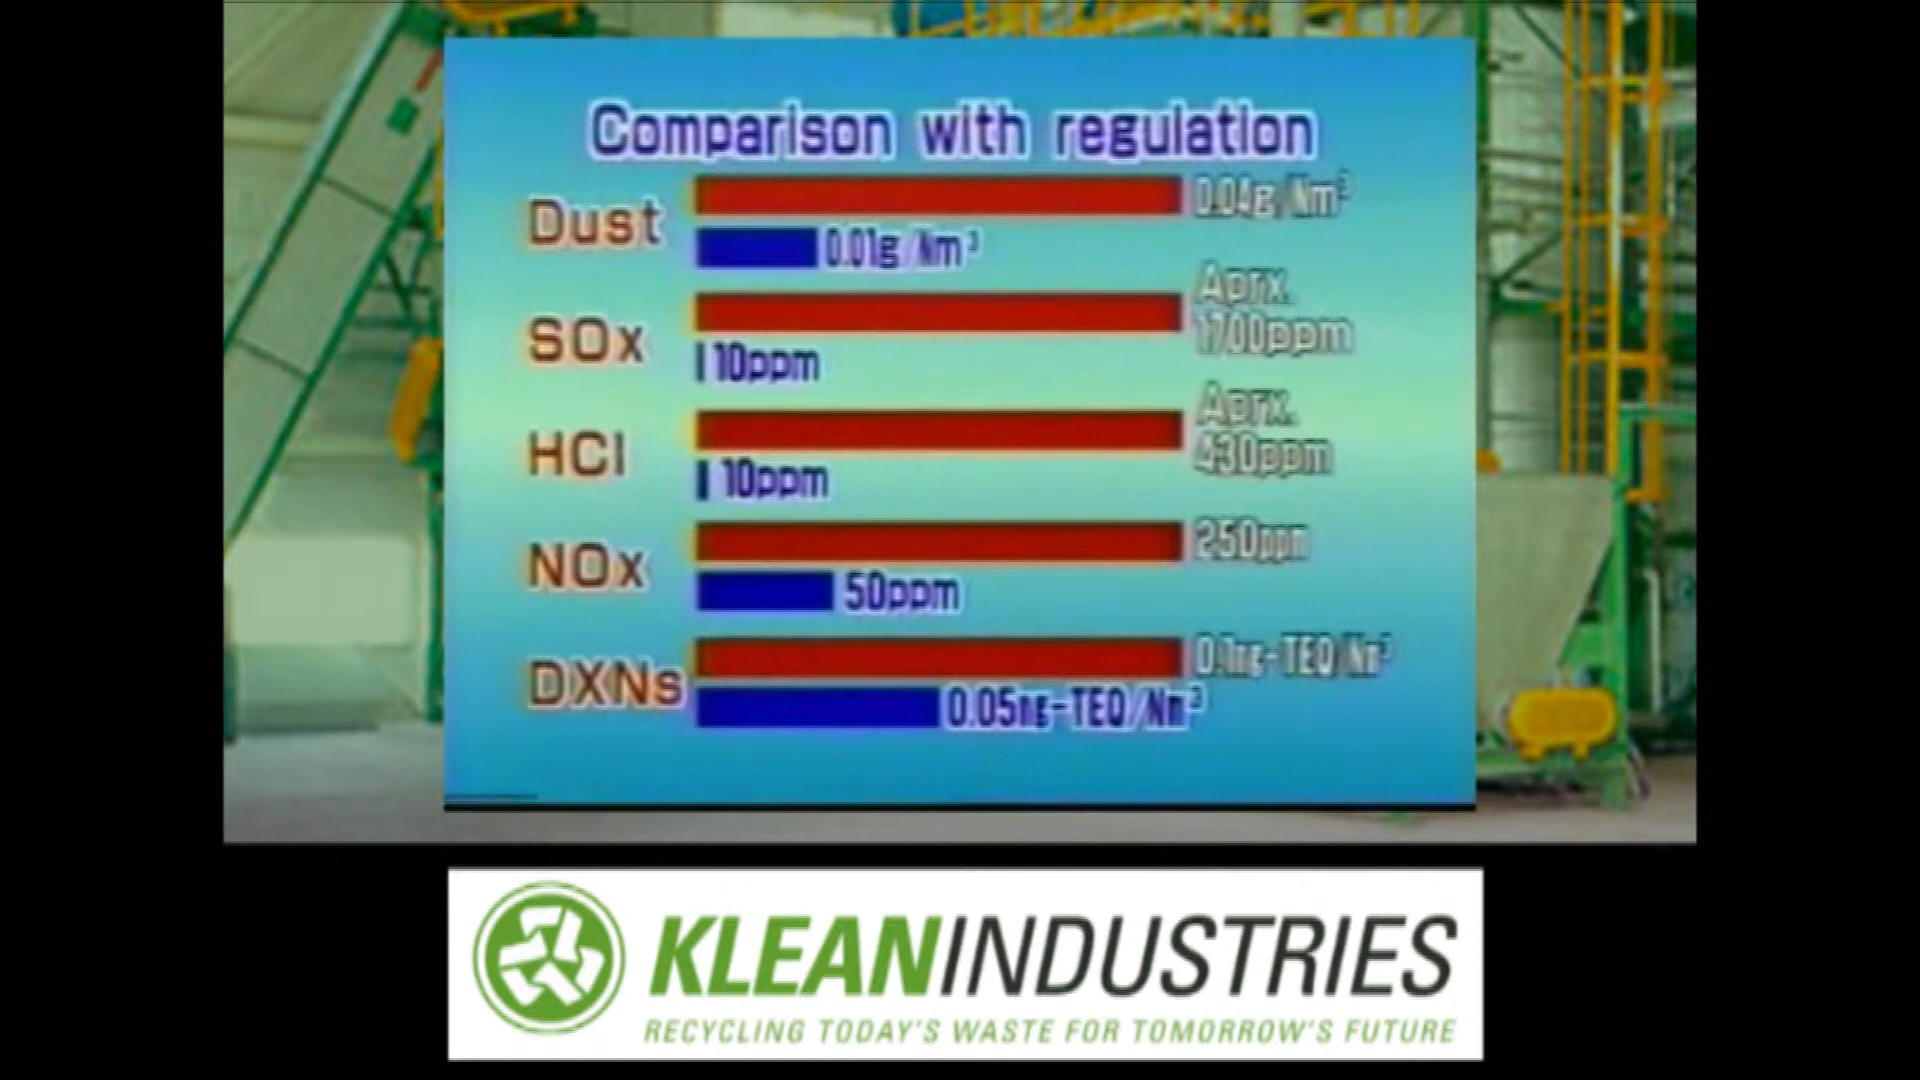 Comparison with regulation
Dust
0.04g/Nm³
0.01g/Nm³
SOx
Aprx.
1700ppm
10ppm
HCl
Aprx.
430ppm
10ppm
NOx
250ppm
50ppm
DXNs
0.1ng-TEQ/Nm³
0.05ng-TEQ/Nm³
KLEANINDUSTRIES
RECYCLING TODAY'S WASTE FOR TOMORROW'S FUTURE